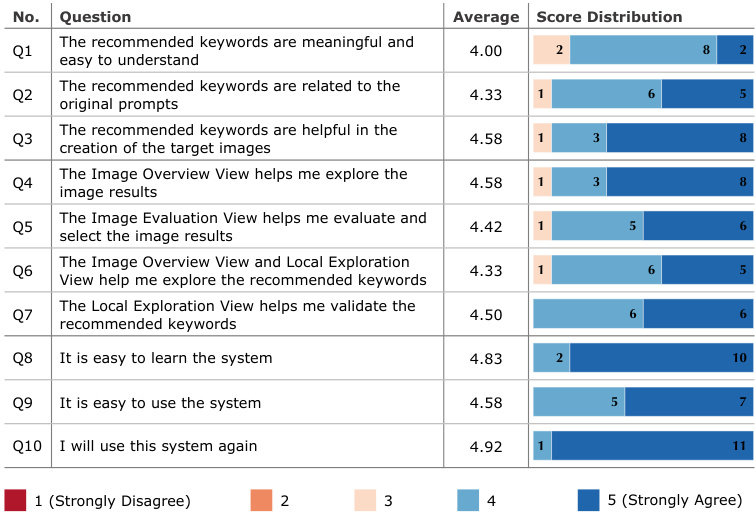 No. Question Average Score Distribution
Q1 The recommended keywords are meaningful and easy to understand 4.00 2 8 2
Q2 The recommended keywords are related to the original prompts 4.33 1 6 5
Q3 The recommended keywords are helpful in the creation of the target images 4.58 1 3 8
Q4 The Image Overview View helps me explore the image results 4.58 1 3 8
Q5 The Image Evaluation View helps me evaluate and select the image results 4.42 1 5 6
Q6 The Image Overview View and Local Exploration View help me explore the recommended keywords 4.33 1 6 5
Q7 The Local Exploration View helps me validate the recommended keywords 4.50 6 6
Q8 It is easy to learn the system 4.83 2 10
Q9 It is easy to use the system 4.58 5 7
Q10 I will use this system again 4.92 1 11
1 (Strongly Disagree) 2 3 4 5 (Strongly Agree)